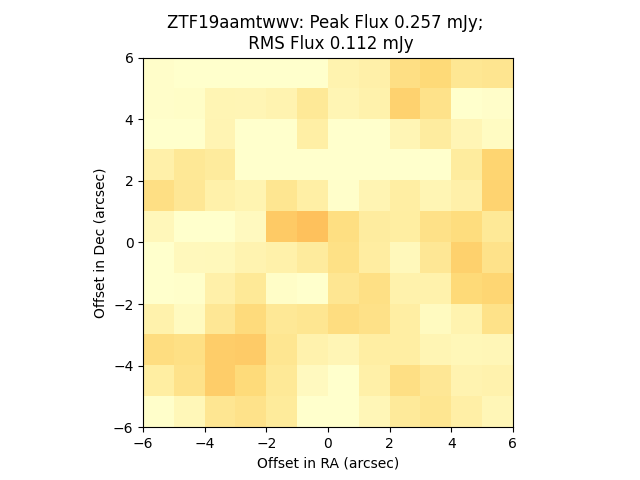 ZTF19aamtwwv: Peak Flux 0.257 mJy;
RMS Flux 0.112 mJy
6
4
2
0
−2
−4
−6
Offset in Dec (arcsec)
−6 −4 −2 0 2 4 6
Offset in RA (arcsec)